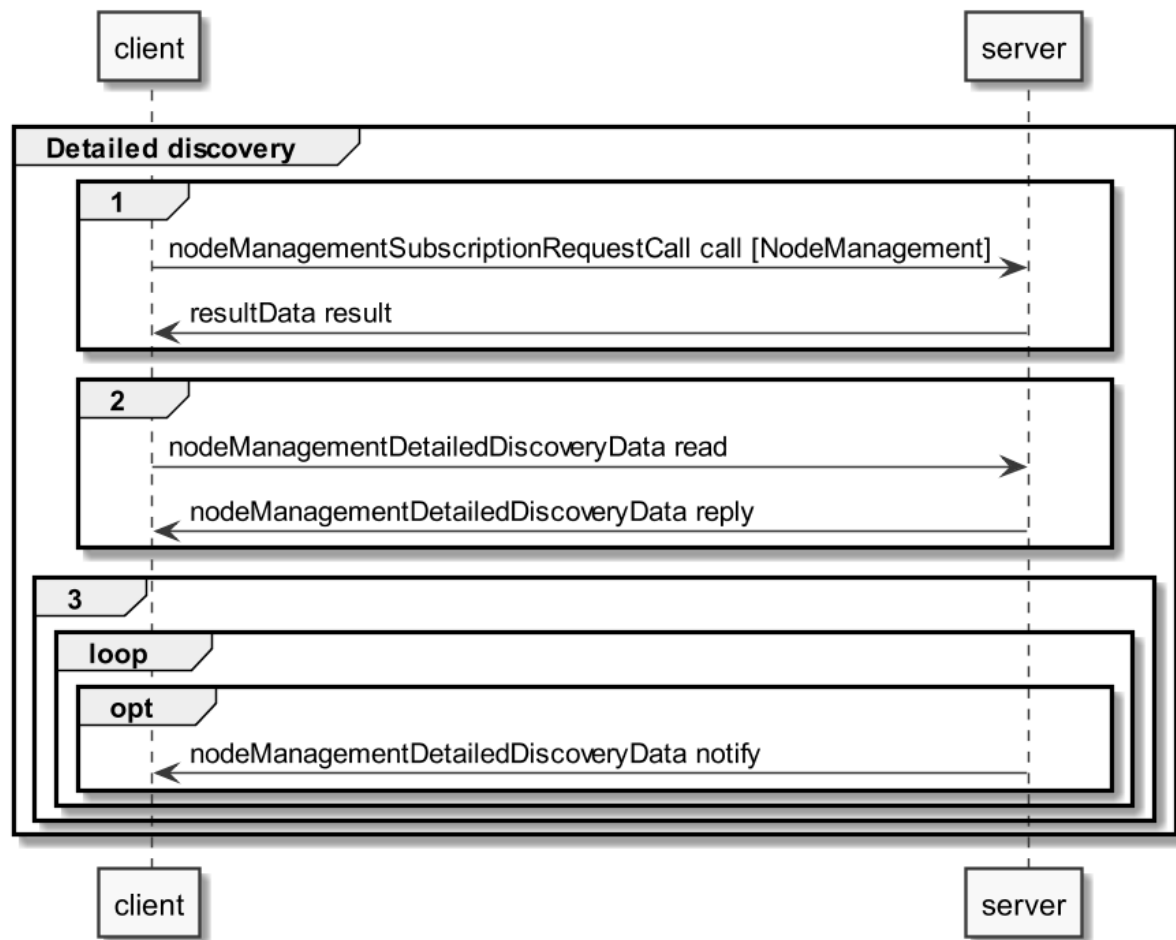 client
server
Detailed discovery
1
nodeManagementSubscriptionRequestCall call [NodeManagement]
resultData result
2
nodeManagementDetailedDiscoveryData read
nodeManagementDetailedDiscoveryData reply
3
loop
opt
nodeManagementDetailedDiscoveryData notify
client
server